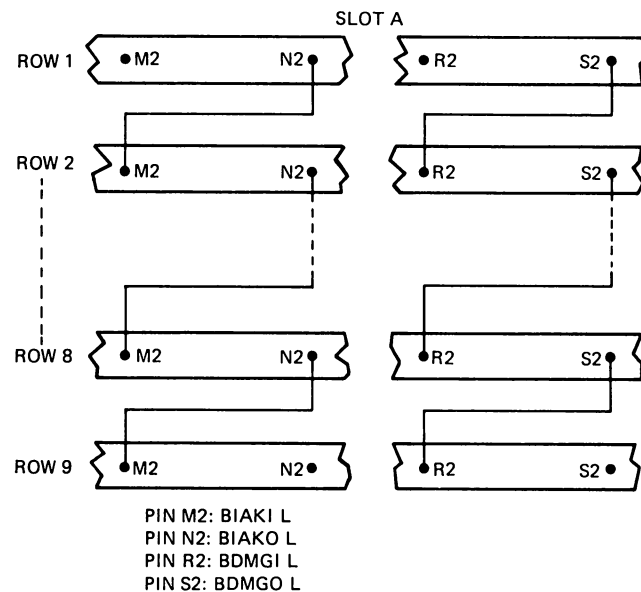 SLOT A
ROW 1 M2 N2 R2 S2
ROW 2 M2 N2 R2 S2
ROW 8 M2 N2 R2 S2
ROW 9 M2 N2 R2 S2
PIN M2: BIAKI L
PIN N2: BIAKO L
PIN R2: BDMGI L
PIN S2: BDMGO L